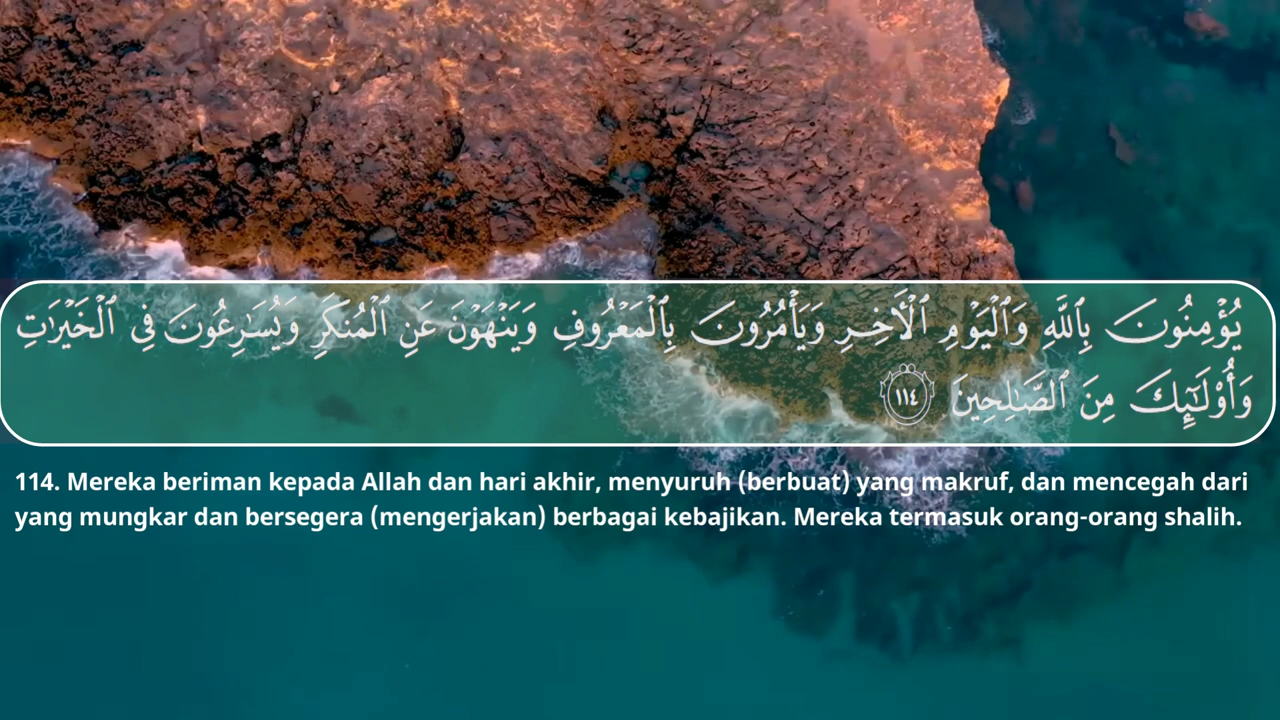 يُؤْمِنُونَ بِٱللَّهِ وَٱلْيَوْمِ ٱلْأَخِرِ وَيَأْمُرُونَ بِٱلْمَعْرُوفِ وَيَنْهَوْنَ عَنِ ٱلْمُنكَرِ وَيُسَٰرِعُونَ فِى ٱلْخَيْرَٰتِ
وَأُوْلَٰٓئِكَ مِنَ ٱلصَّٰلِحِينَ ١١٤
114. Mereka beriman kepada Allah dan hari akhir, menyuruh (berbuat) yang makruf, dan mencegah dari
yang mungkar dan bersegera (mengerjakan) berbagai kebajikan. Mereka termasuk orang-orang shalih.